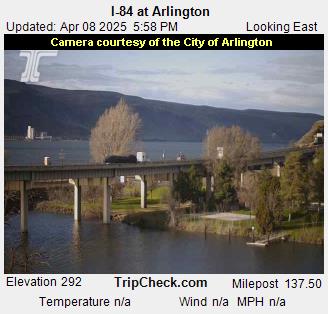 I-84 at Arlington
Updated: Apr 08 2025 5:58 PM Looking East
Camera courtesy of the City of Arlington
Elevation 292 TripCheck.com Milepost 137.50
Temperature n/a Wind n/a MPH n/a